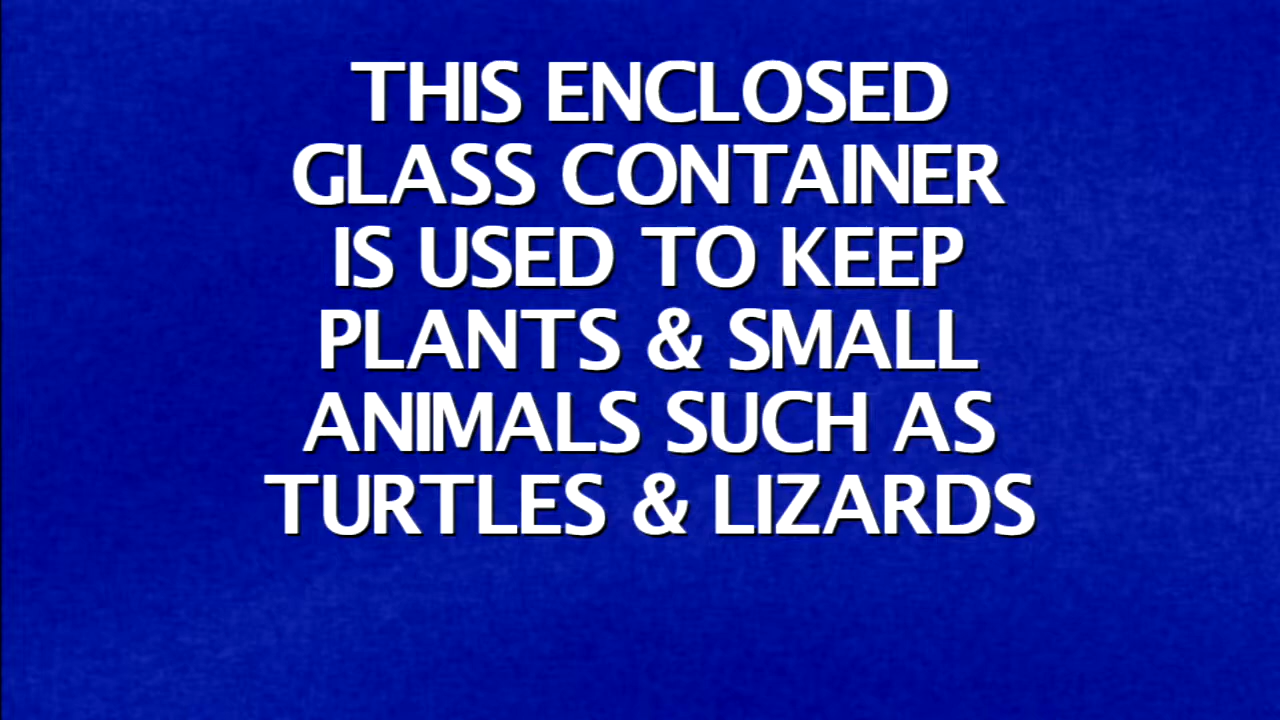 THIS ENCLOSED
GLASS CONTAINER
IS USED TO KEEP
PLANTS & SMALL
ANIMALS SUCH AS
TURTLES & LIZARDS